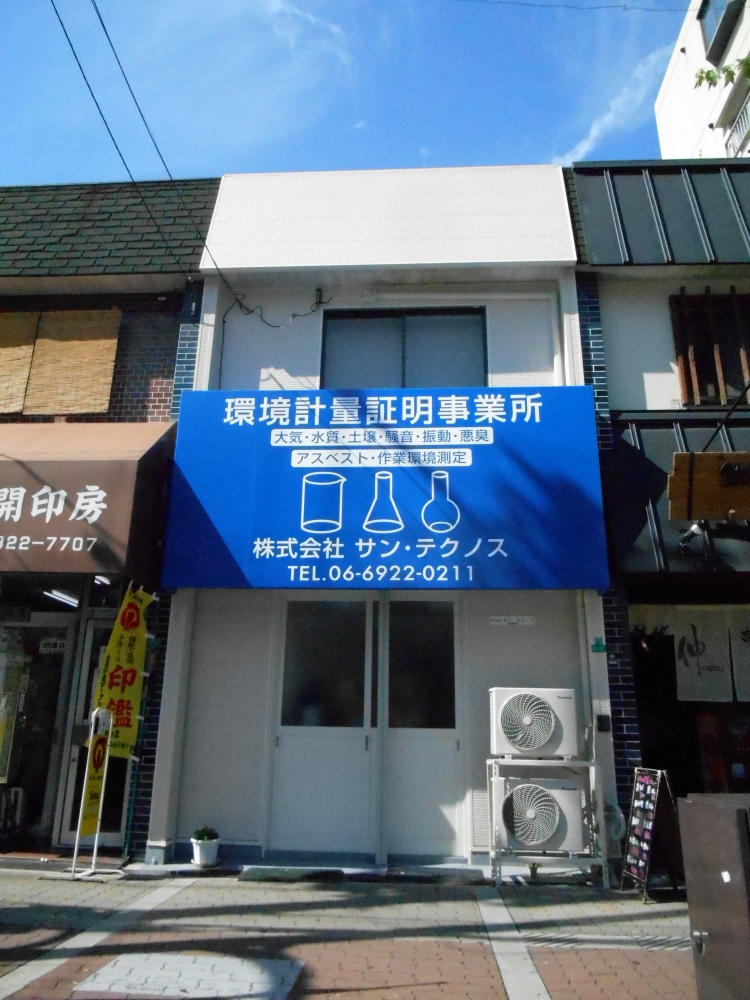 環境計量証明事業所
大気・水質・土壌・騒音・振動・悪臭
アスベスト・作業環境測定
株式会社 サン・テクノス
TEL.06-6922-0211
開印房
922-7707
印鑑
は
伸